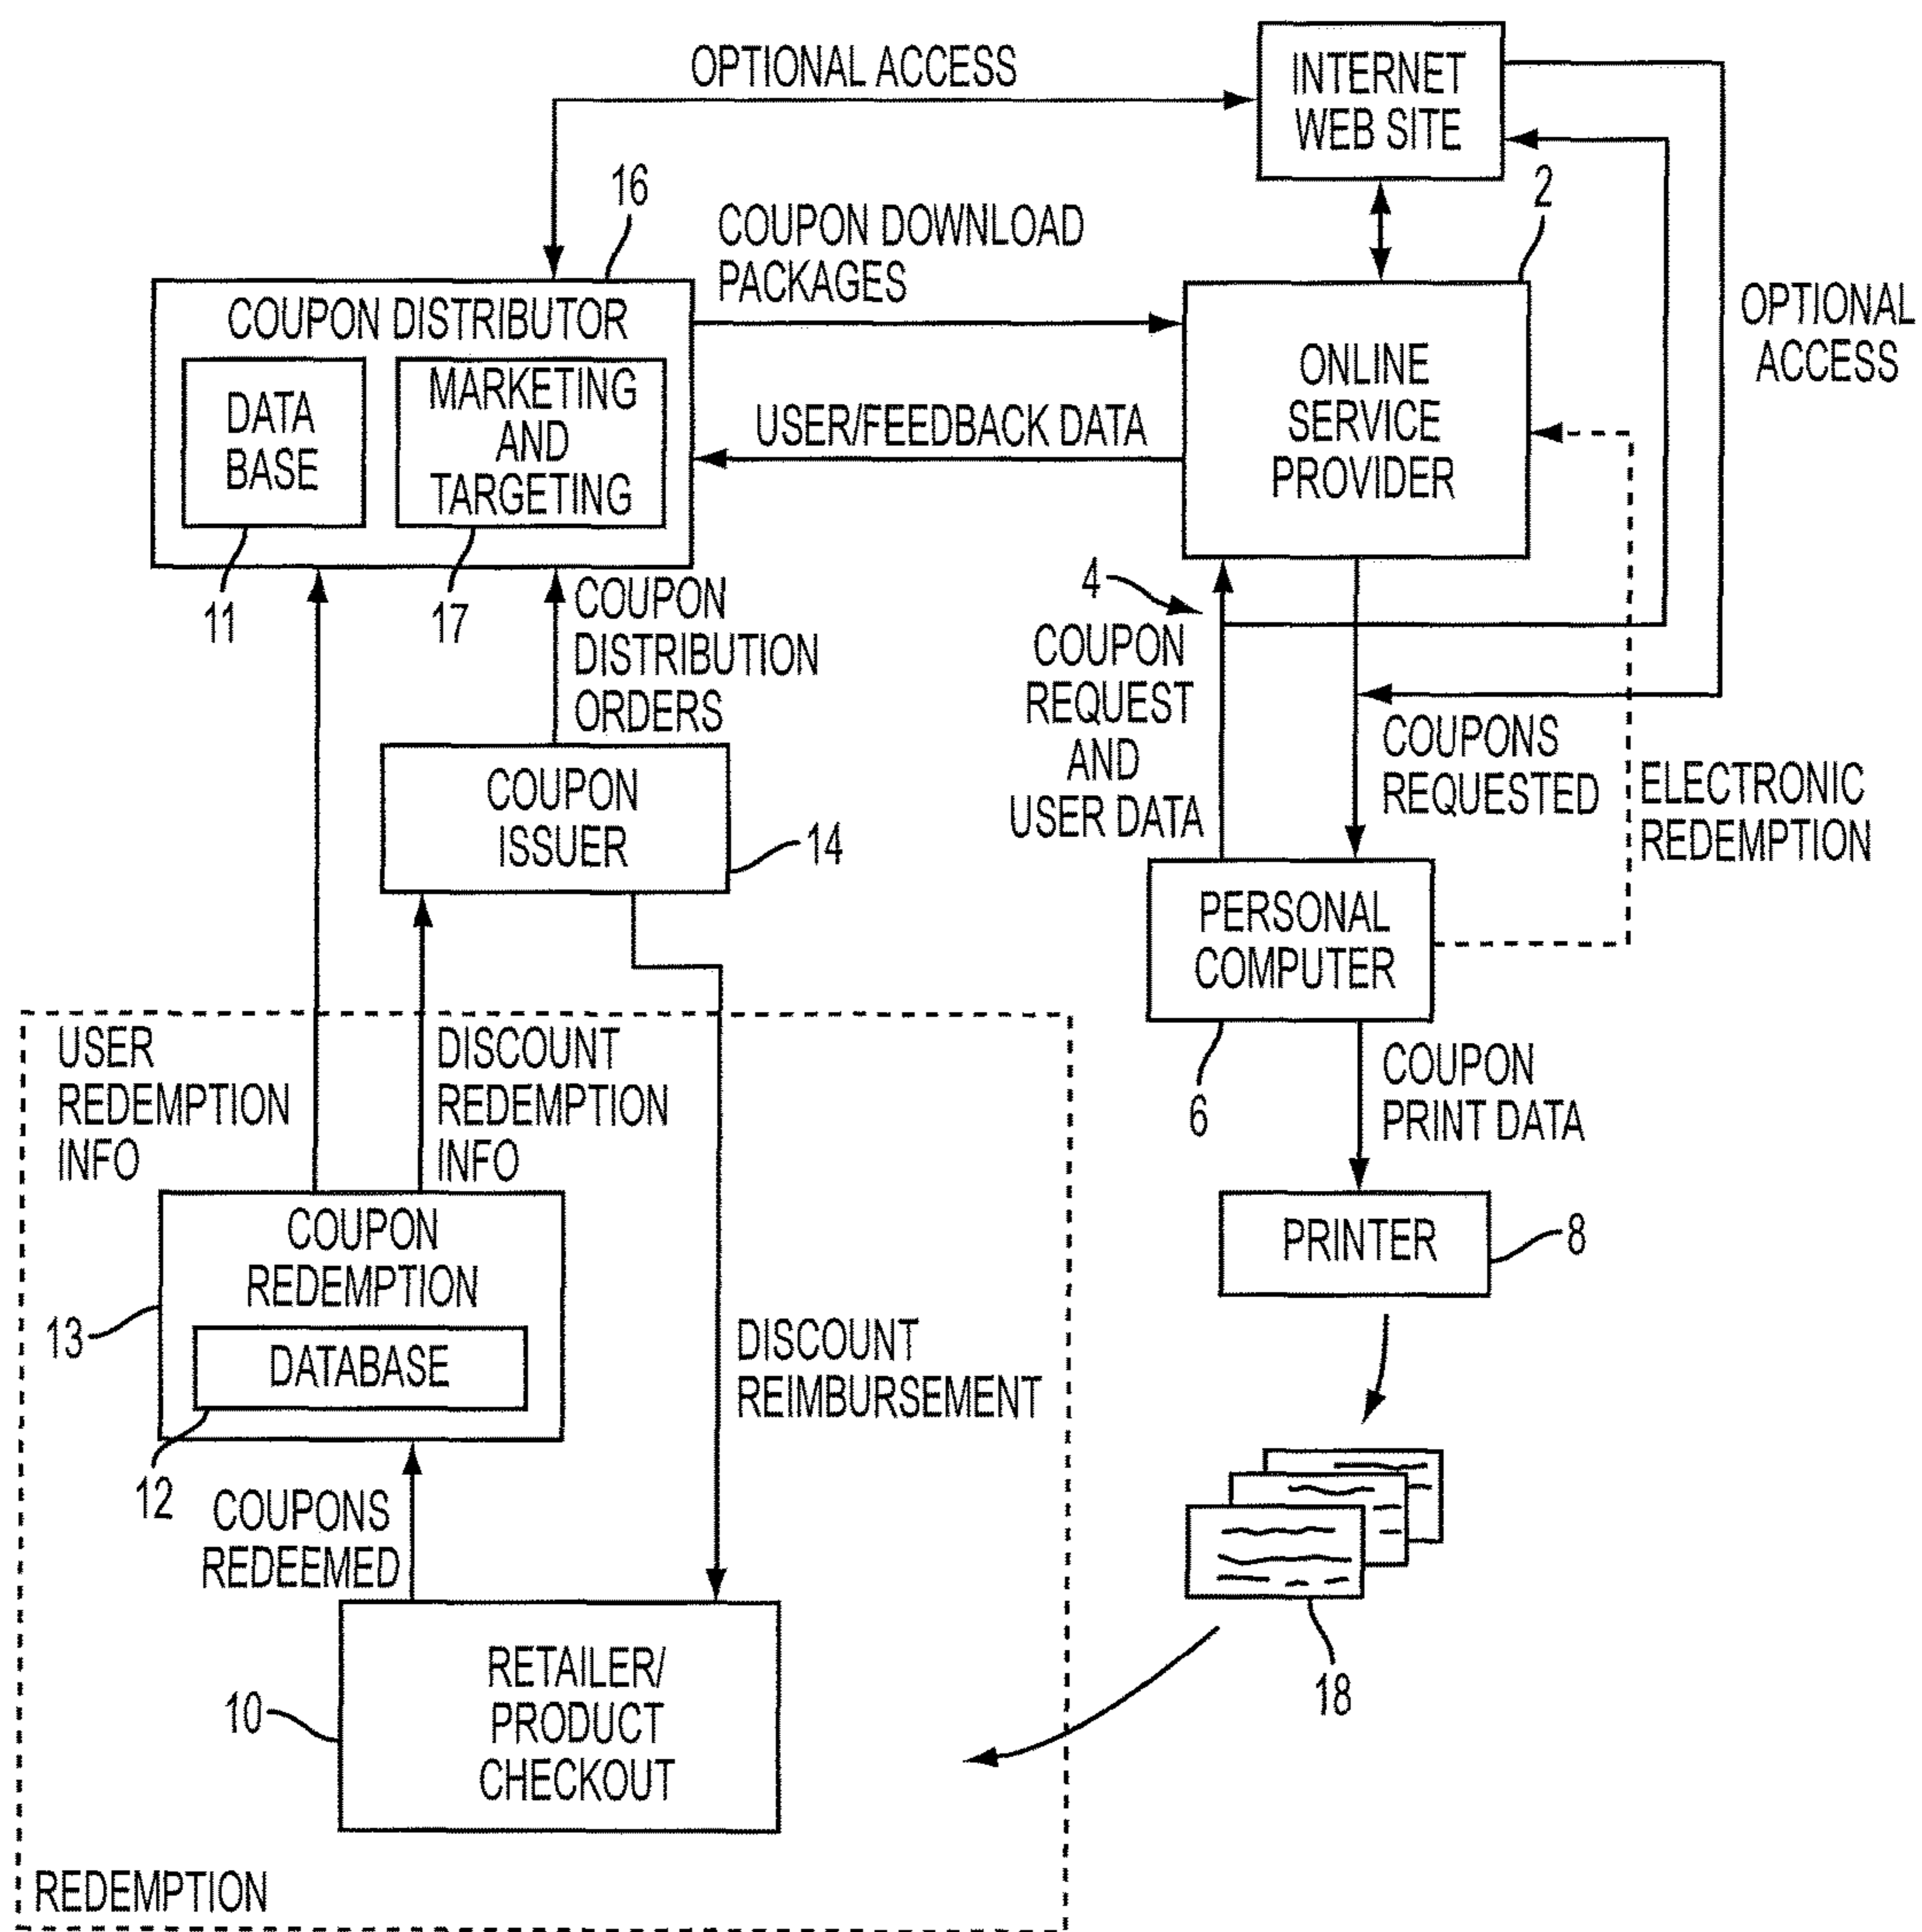 OPTIONAL ACCESS
INTERNET
WEB SITE
16
COUPON DOWNLOAD
PACKAGES
2
COUPON DISTRIBUTOR
DATA
BASE
MARKETING
AND
TARGETING
11
17
USER/FEEDBACK DATA
ONLINE
SERVICE
PROVIDER
OPTIONAL
ACCESS
COUPON
DISTRIBUTION
ORDERS
4
COUPON
REQUEST
AND
USER DATA
COUPONS
REQUESTED
ELECTRONIC
REDEMPTION
COUPON
ISSUER
14
PERSONAL
COMPUTER
6
COUPON
PRINT DATA
USER
REDEMPTION
INFO
DISCOUNT
REDEMPTION
INFO
PRINTER
8
COUPON
REDEMPTION
DATABASE
13
12
DISCOUNT
REIMBURSEMENT
COUPONS
REDEEMED
18
RETAILER/
PRODUCT
CHECKOUT
10
REDEMPTION